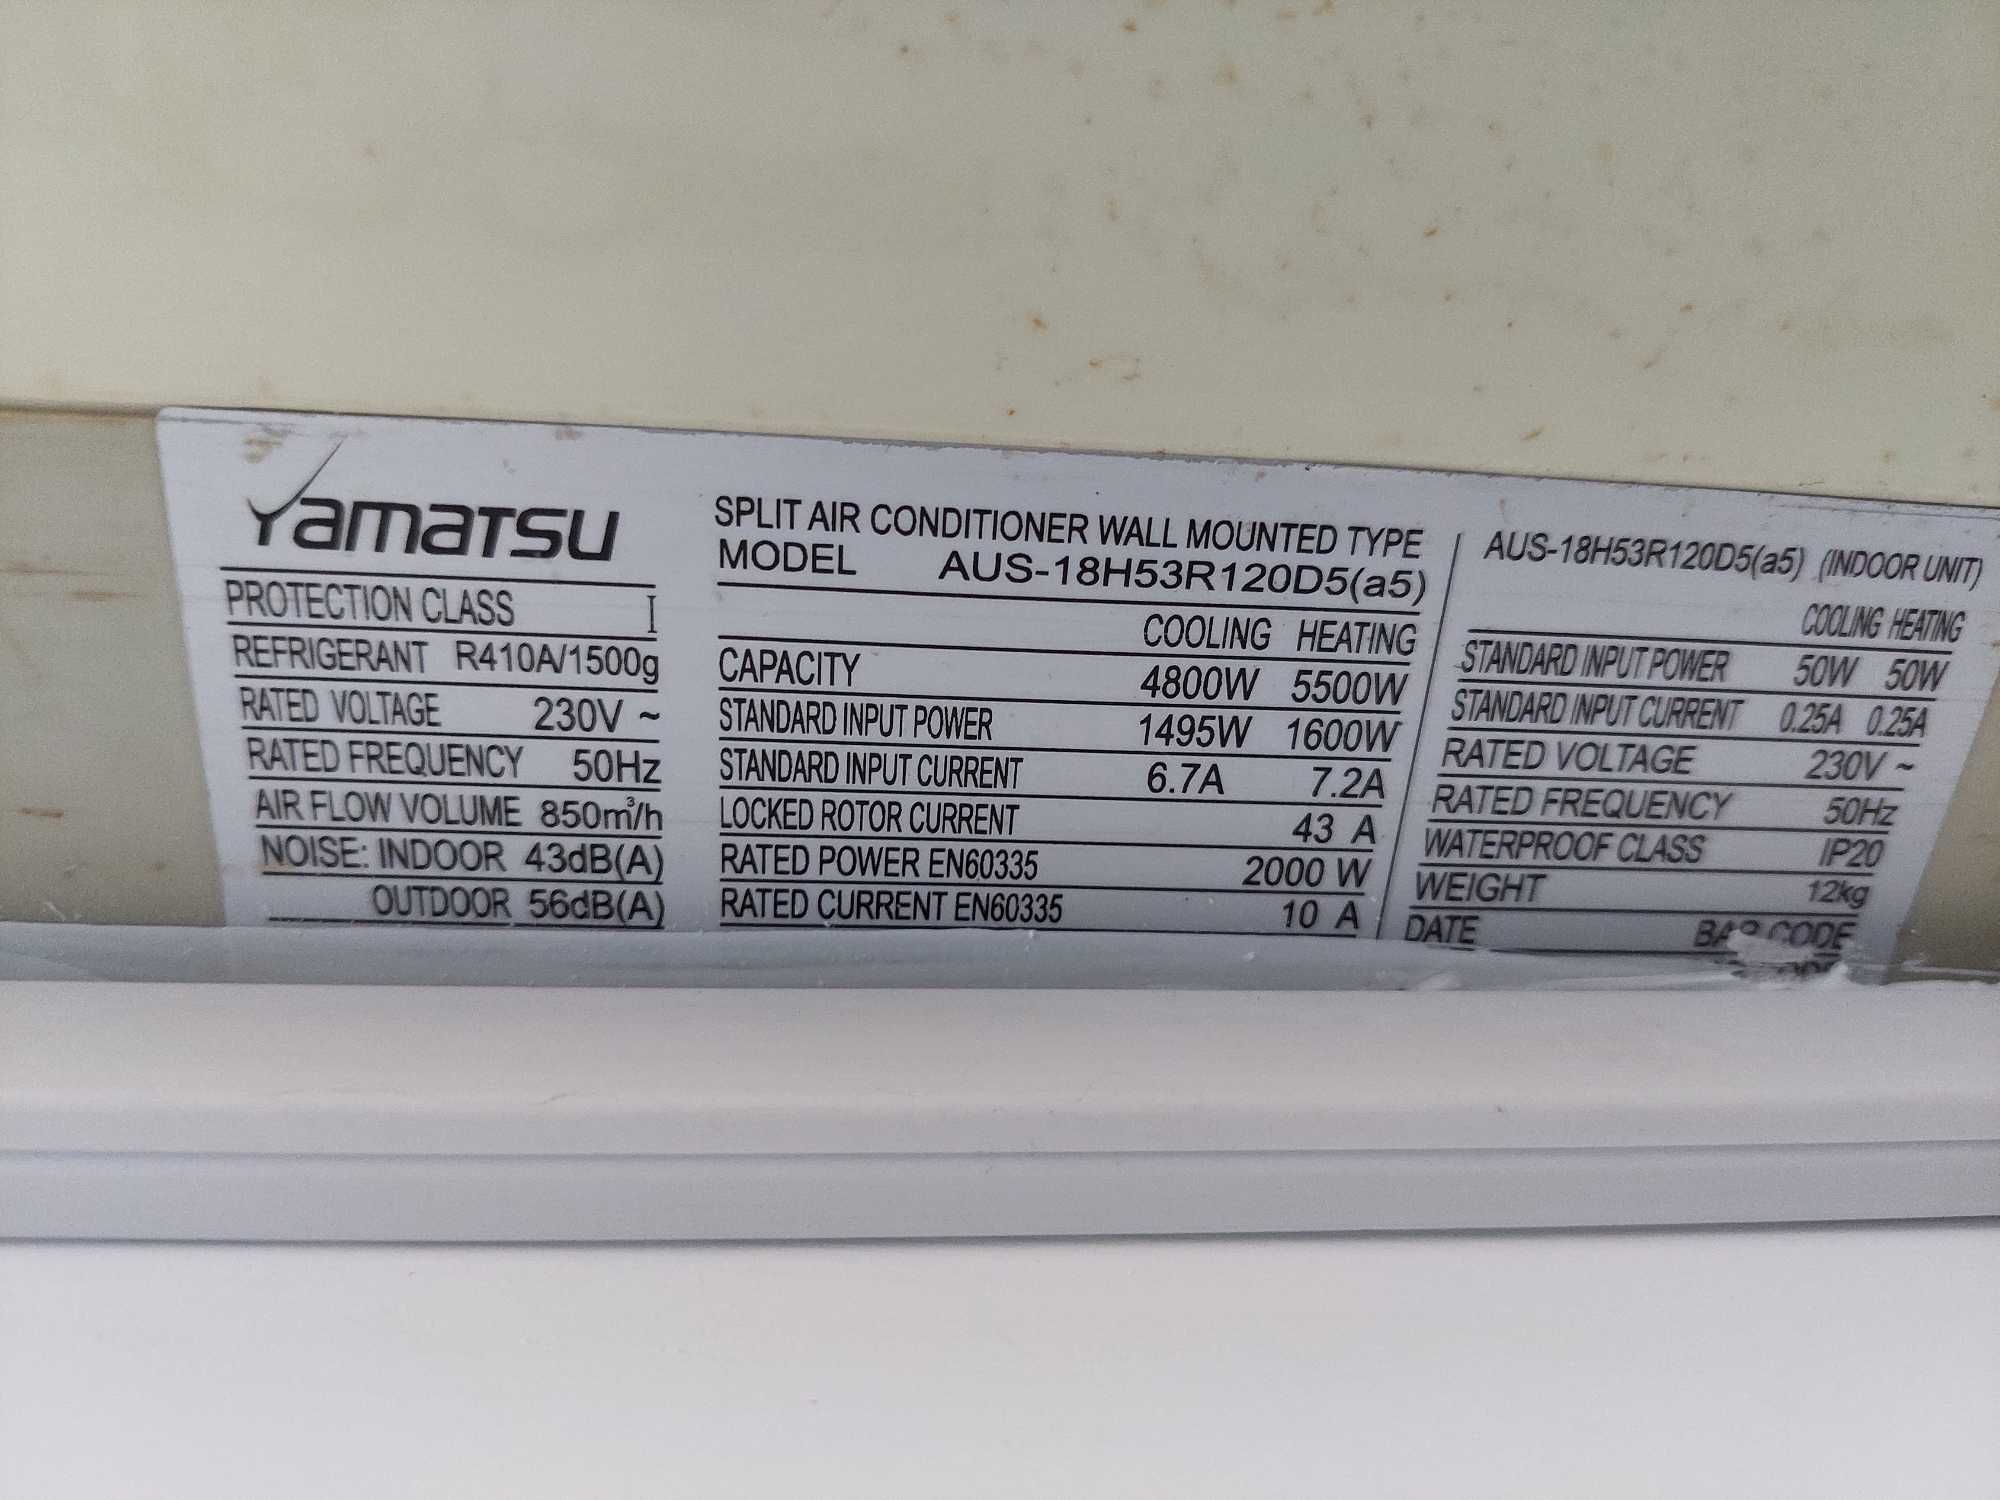 Yamatsu
PROTECTION CLASS I
REFRIGERANT R410A/1500g
RATED VOLTAGE 230V ~
RATED FREQUENCY 50Hz
AIR FLOW VOLUME 850m³/h
NOISE: INDOOR 43dB(A)
OUTDOOR 56dB(A)
SPLIT AIR CONDITIONER WALL MOUNTED TYPE
MODEL AUS-18H53R120D5(a5)
COOLING HEATING
CAPACITY 4800W 5500W
STANDARD INPUT POWER 1495W 1600W
STANDARD INPUT CURRENT 6.7A 7.2A
LOCKED ROTOR CURRENT 43 A
RATED POWER EN60335 2000 W
RATED CURRENT EN60335 10 A
AUS-18H53R120D5(a5) (INDOOR UNIT)
COOLING HEATING
STANDARD INPUT POWER 50W 50W
STANDARD INPUT CURRENT 0.25A 0.25A
RATED VOLTAGE 230V ~
RATED FREQUENCY 50Hz
WATERPROOF CLASS IP20
WEIGHT 12kg
DATE BAR CODE